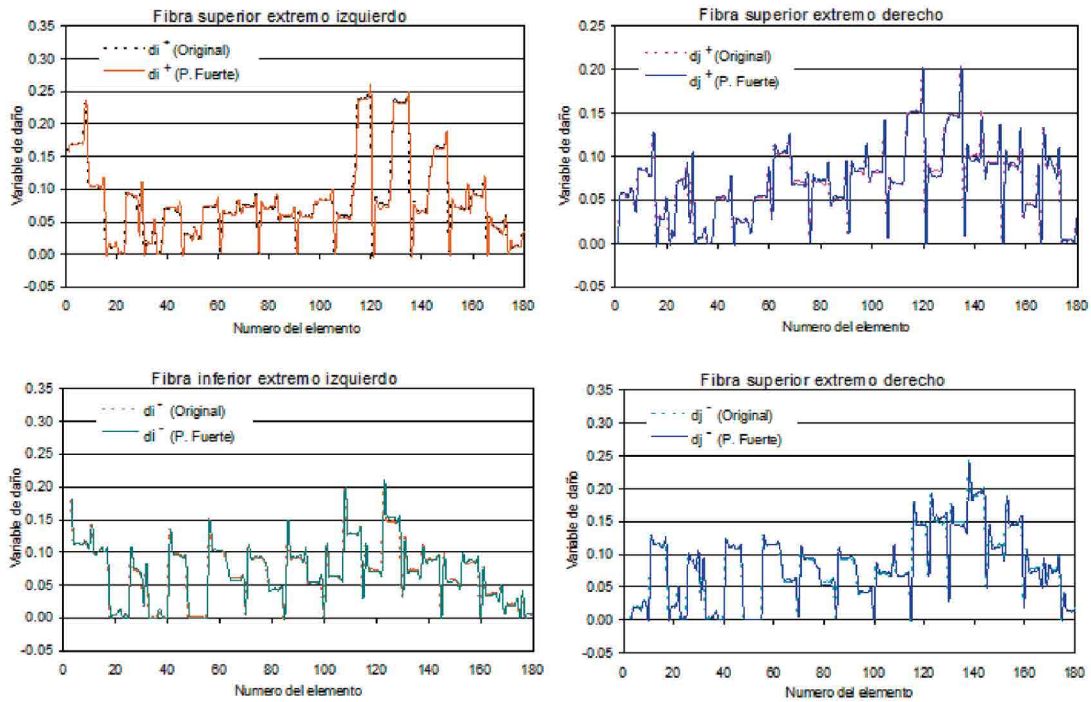 Fibra superior extremo izquierdo
Variable de daño
0.35
0.30
0.25
0.20
0.15
0.10
0.05
0.00
-0.05
di + (Original)
di + (P. Fuerte)
0 20 40 60 80 100 120 140 160 180
Numero del elemento
Fibra superior extremo derecho
Variable de daño
0.25
0.20
0.15
0.10
0.05
0.00
-0.05
dj + (Original)
dj + (P. Fuerte)
0 20 40 60 80 100 120 140 160 180
Numero del elemento
Fibra inferior extremo izquierdo
Variable de daño
0.35
0.30
0.25
0.20
0.15
0.10
0.05
0.00
-0.05
di - (Original)
di - (P. Fuerte)
0 20 40 60 80 100 120 140 160 180
Numero del elemento
Fibra superior extremo derecho
Variable de daño
0.35
0.30
0.25
0.20
0.15
0.10
0.05
0.00
-0.05
dj - (Original)
dj - (P. Fuerte)
0 20 40 60 80 100 120 140 160 180
Numero del elemento